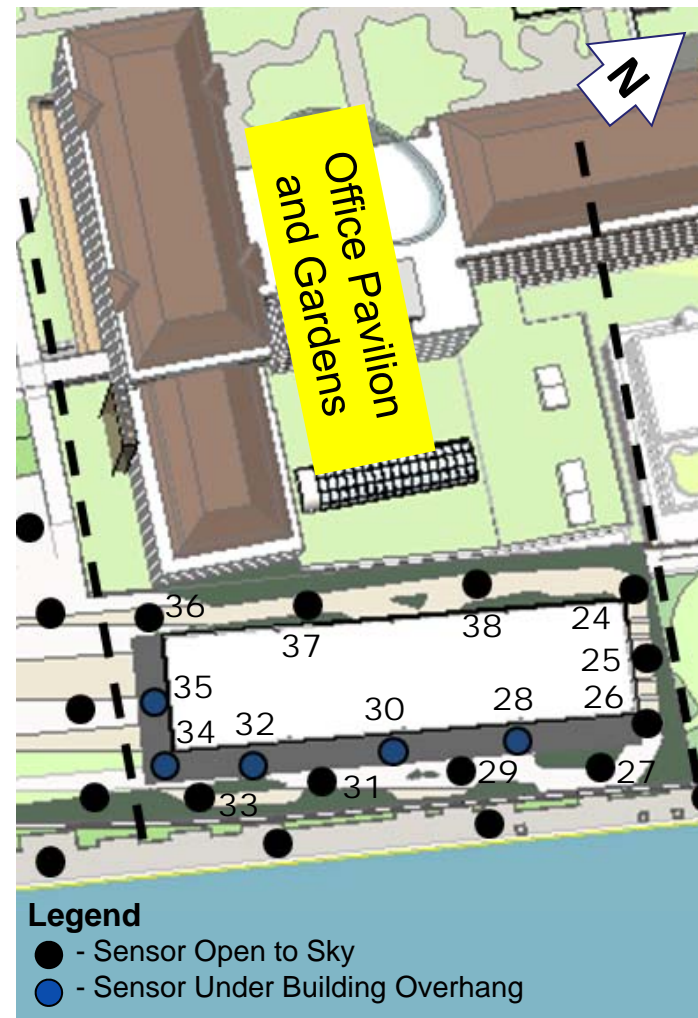 N
Office Pavilion
and Gardens
36
37
38
24
25
26
35
34
32
30
28
33
31
29
27
Legend
- Sensor Open to Sky
- Sensor Under Building Overhang